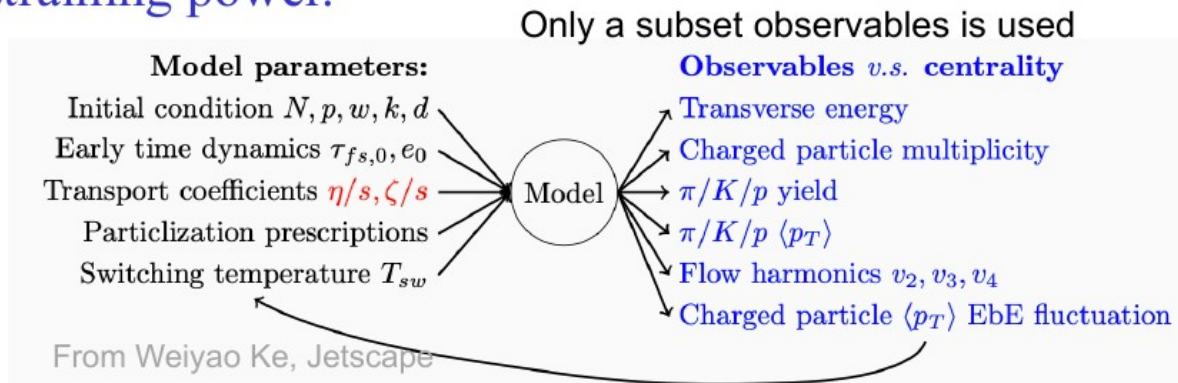 straining power.
Only a subset observables is used
Model parameters:
Initial condition N, p, w, k, d
Early time dynamics τ_{fs,0}, e_0
Transport coefficients η/s, ζ/s
Particlization prescriptions
Switching temperature T_{sw}
Model
Observables v.s. centrality
Transverse energy
Charged particle multiplicity
π/K/p yield
π/K/p ⟨p_T⟩
Flow harmonics v_2, v_3, v_4
Charged particle ⟨p_T⟩ EbE fluctuation
From Weiyao Ke, Jetscape